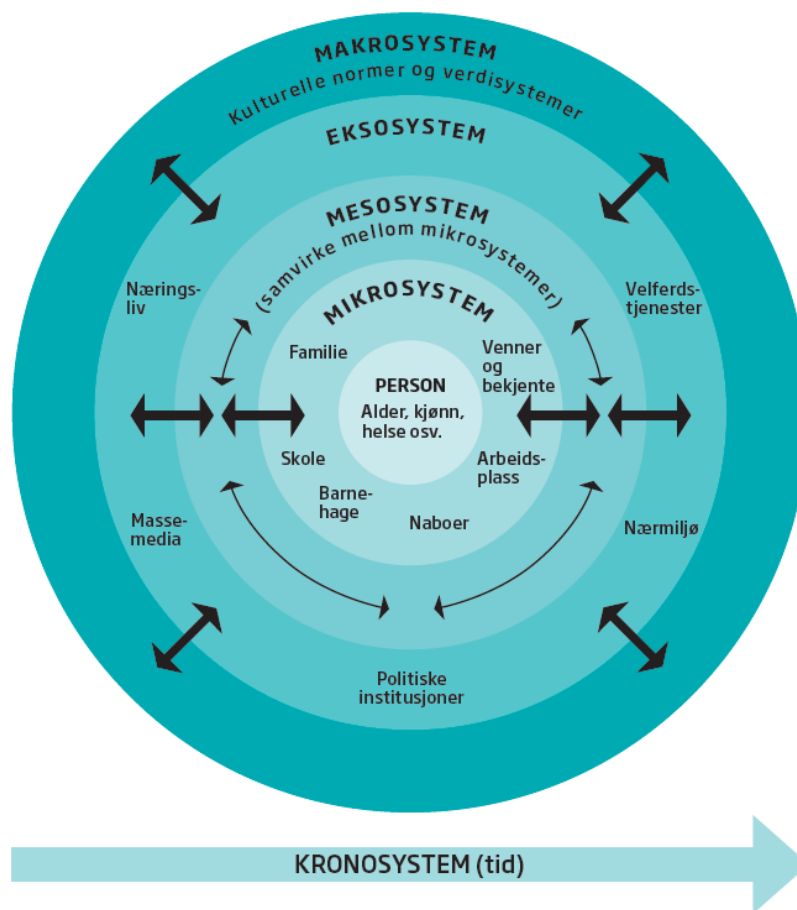 MAKROSYSTEM
Kulturelle normer og verdisystemer
EKSOSYSTEM
MESOSYSTEM
(samvirke mellom mikrosystemer)
MIKROSYSTEM
Nærings-
liv
Velferds-
tjenester
Familie
Venner
og
bekjente
PERSON
Alder, kjønn,
helse osv.
Skole
Arbeids-
plass
Barne-
hage
Naboer
Masse-
media
Nærmiljø
Politiske
institusjoner
KRONOSYSTEM (tid)